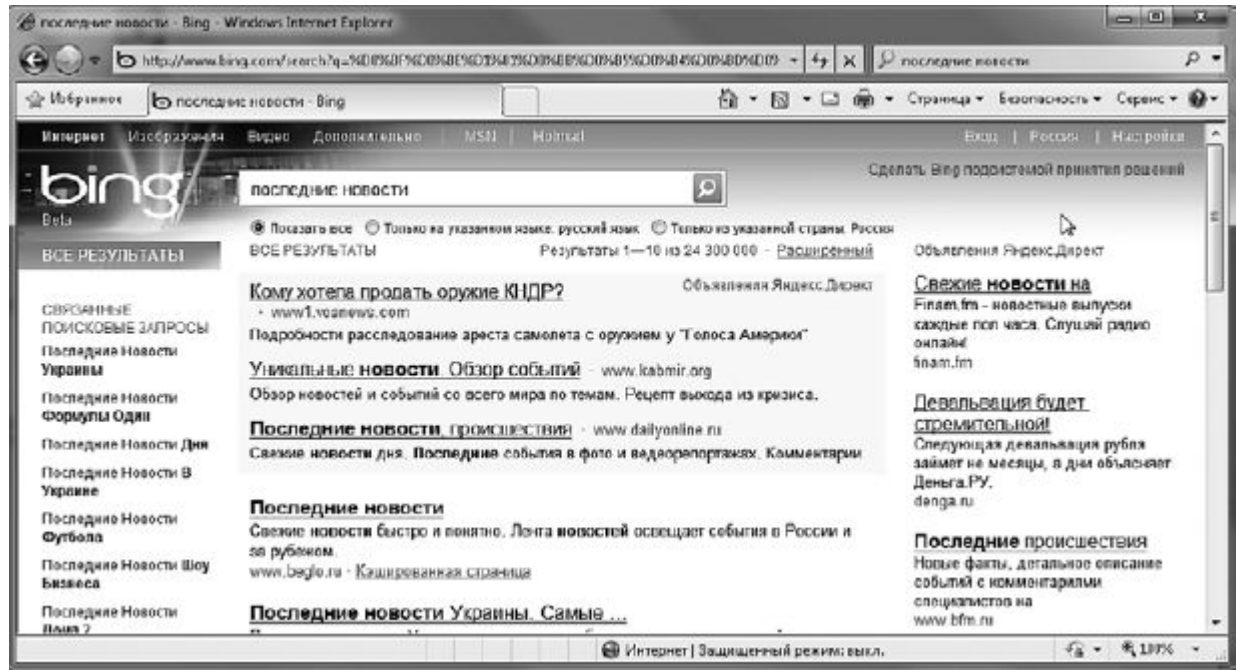 последние новости - Bing - Windows Internet Explorer
последние новости
Избранное
последние новости - Bing
Страница
Безопасность
Сервис
Интернет Изображения Видео Дополнительно | MSN | Hotmail
Вход | Россия | Настройки
bing
Beta
последние новости
Сделать Bing подсистемой принятия решений
Показать все Только на указанном языке: русский язык Только из указанной страны: Россия
ВСЕ РЕЗУЛЬТАТЫ
СВЯЗАННЫЕ
ПОИСКОВЫЕ ЗАПРОСЫ
Последние Новости
Украины
Последние Новости
Формулы Один
Последние Новости Дня
Последние Новости В
Украине
Последние Новости
Футбола
Последние Новости Шоу
Бизнеса
Последние Новости
Дома 2
ВСЕ РЕЗУЛЬТАТЫ
Результаты 1—10 из 24 300 000 - Расширенный
Кому хотела продать оружие КНДР?
Объявления Яндекс.Директ
· www1.voanews.com
Подробности расследование ареста самолета с оружием у "Голоса Америки"
Уникальные новости. Обзор событий · www.kabmir.org
Обзор новостей и событий со всего мира по темам. Рецепт выхода из кризиса.
Последние новости, происшествия · www.dailyonline.ru
Свежие новости дня. Последние события в фото и видеорепортажах. Комментарии
Последние новости
Свежие новости быстро и понятно. Лента новостей освещает события в России и
за рубежом.
www.begle.ru · Кэшированная страница
Последние новости Украины. Самые ...
Объявления Яндекс.Директ
Свежие новости на
Finam.fm - новостные выпуски
каждые пол часа. Слушай радио
онлайн!
finam.fm
Девальвация будет
стремительной!
Следующая девальвация рубля
займет не месяцы, а дни объясняет
Деньга.РУ.
denga.ru
Последние происшествия
Новые факты, детальное описание
событий с комментариями
специалистов на
www.bfm.ru
Интернет | Защищенный режим: выкл.
100%